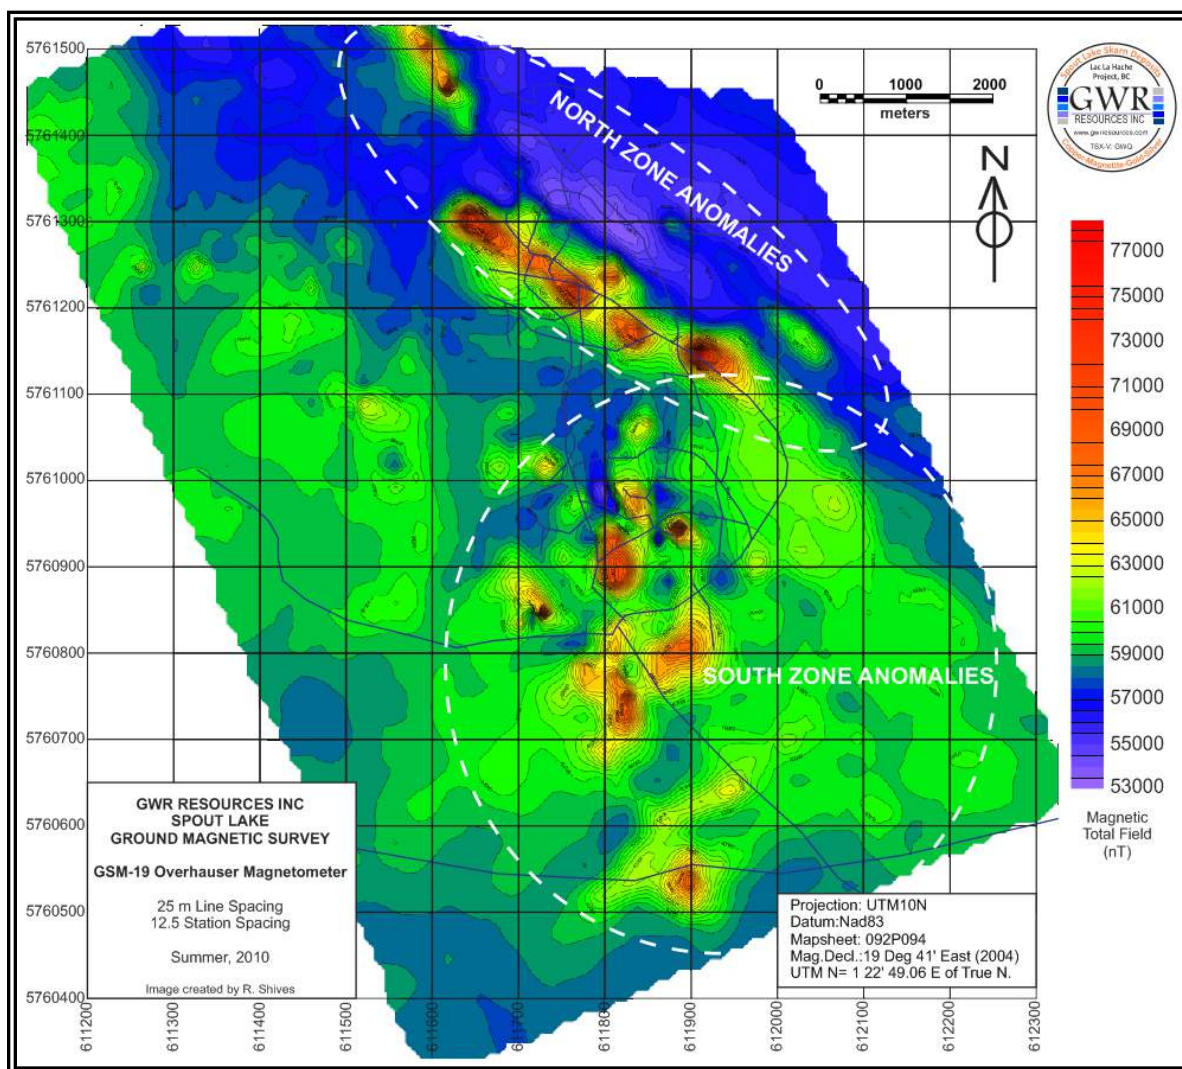 5761500
5761400
5761300
5761200
5761100
5761000
5760900
5760800
5760700
5760600
5760500
5760400
611200
611300
611400
611500
611600
611700
611800
611900
612000
612100
612200
612300
NORTH ZONE ANOMALIES
SOUTH ZONE ANOMALIES
0 1000 2000
meters
N
Spout Lake Skarn Deposits
Lac La Hache
Project, BC
GWR
RESOURCES INC
www.gwrresources.com
TSX-V: GWQ
Copper-Magnetite-Gold-Silver
77000
75000
73000
71000
69000
67000
65000
63000
61000
59000
57000
55000
53000
Magnetic
Total Field
(nT)
GWR RESOURCES INC
SPOUT LAKE
GROUND MAGNETIC SURVEY
GSM-19 Overhauser Magnetometer
25 m Line Spacing
12.5 Station Spacing
Summer, 2010
Image created by R. Shives
Projection: UTM10N
Datum:Nad83
Mapsheet: 092P094
Mag.Decl.:19 Deg 41' East (2004)
UTM N= 1 22' 49.06 E of True N.